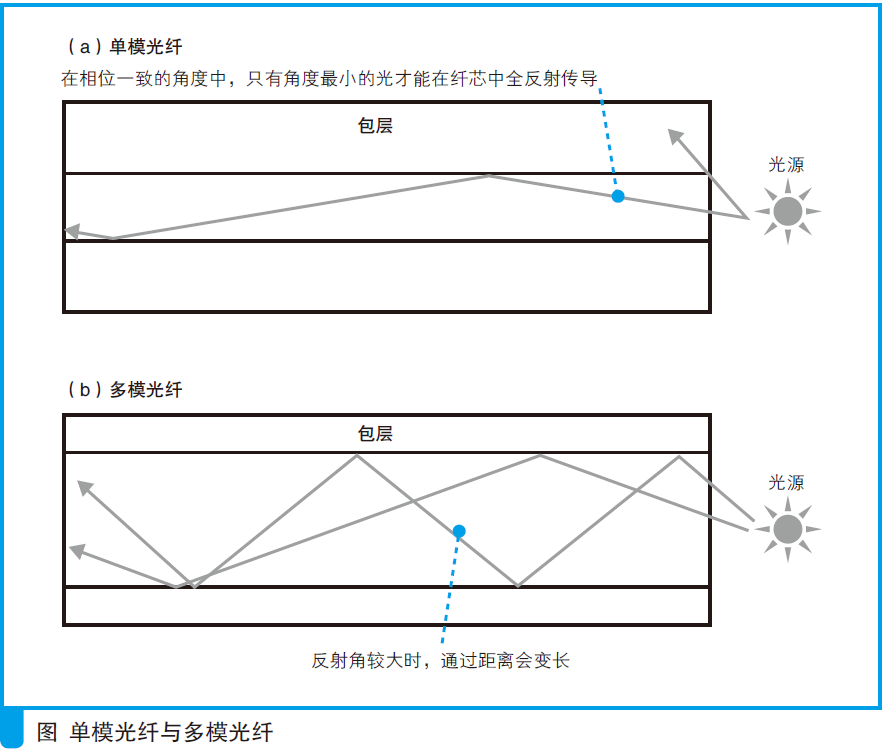 （a）单模光纤
在相位一致的角度中，只有角度最小的光才能在纤芯中全反射传导
包层
光源
（b）多模光纤
包层
光源
反射角较大时，通过距离会变长
图 单模光纤与多模光纤